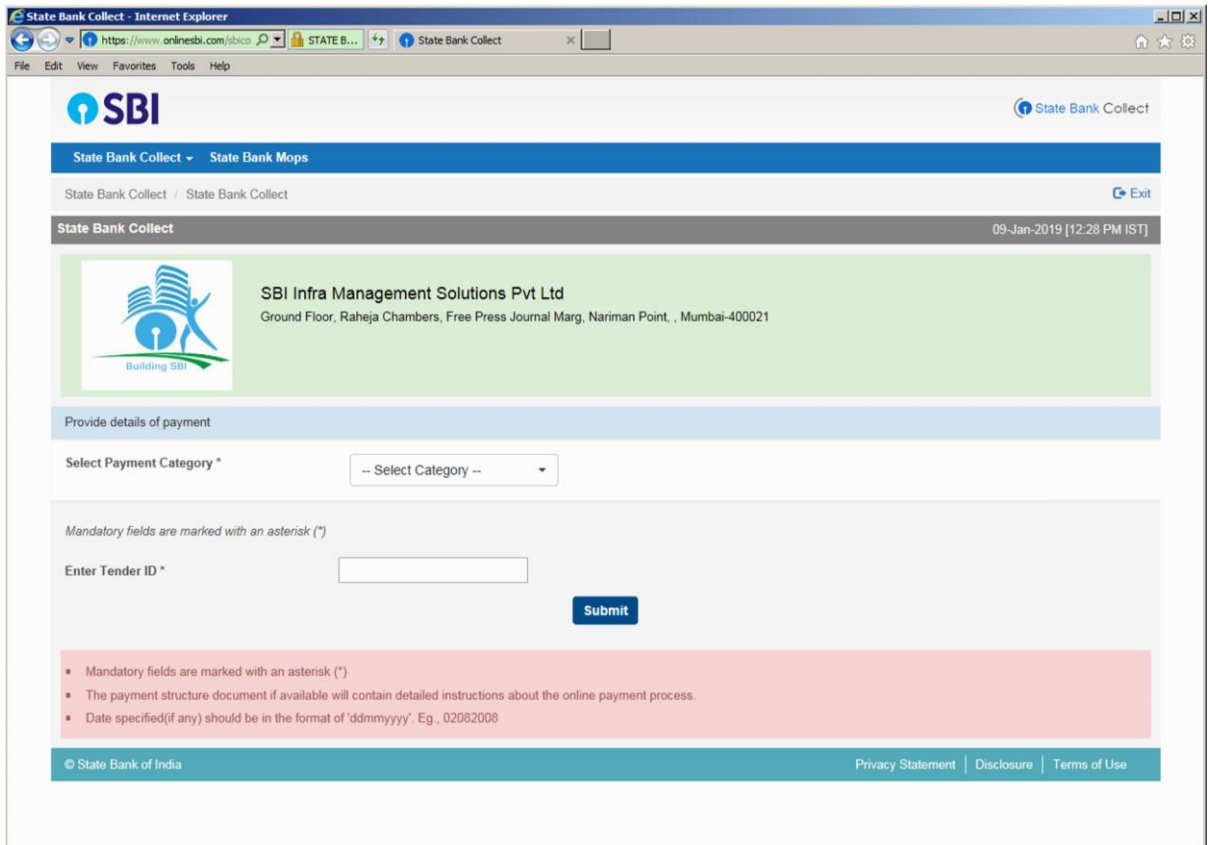 State Bank Collect - Internet Explorer
https://www.onlinesbi.com/sbico STATE B... State Bank Collect
File Edit View Favorites Tools Help
SBI
State Bank Collect
State Bank Collect State Bank Mops
State Bank Collect / State Bank Collect Exit
State Bank Collect 09-Jan-2019 [12:28 PM IST]
SBI Infra Management Solutions Pvt Ltd
Ground Floor, Raheja Chambers, Free Press Journal Marg, Nariman Point, , Mumbai-400021
Building SBI
Provide details of payment
Select Payment Category * -- Select Category --
Mandatory fields are marked with an asterisk (*)
Enter Tender ID *
Submit
Mandatory fields are marked with an asterisk (*)
The payment structure document if available will contain detailed instructions about the online payment process.
Date specified(if any) should be in the format of 'ddmmyyyy'. Eg., 02082008
© State Bank of India Privacy Statement | Disclosure | Terms of Use